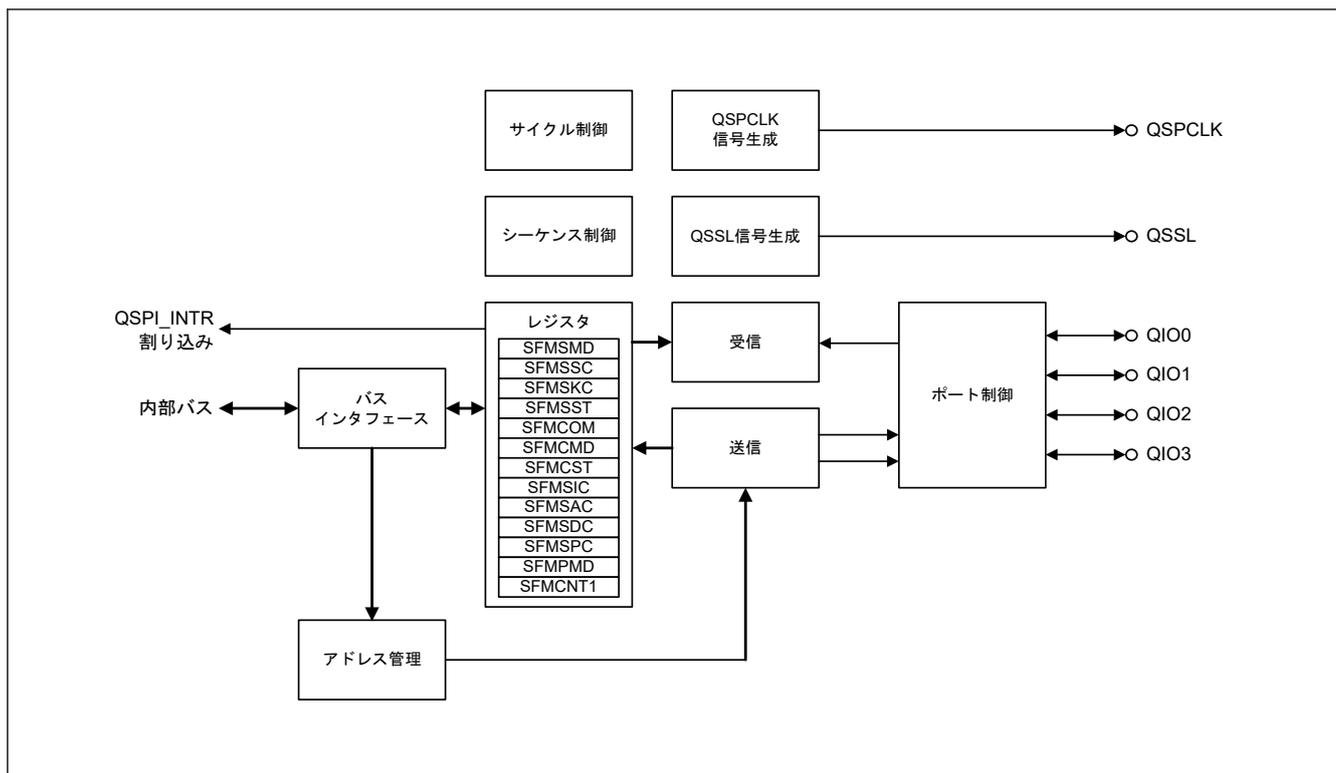 サイクル制御
QSPCLK
信号生成
QSPCLK
シーケンス制御
QSSL信号生成
QSSL
QSPI_INTR
割り込み
内部バス
バス
インタフェース
レジスタ
SFMSMD
SFMSSC
SFMSKC
SFMSST
SFMCOM
SFMCMD
SFMCST
SFMSIC
SFMSAC
SFMSDC
SFMSPC
SFMPMD
SFMCNT1
受信
送信
ポート制御
QIO0
QIO1
QIO2
QIO3
アドレス管理